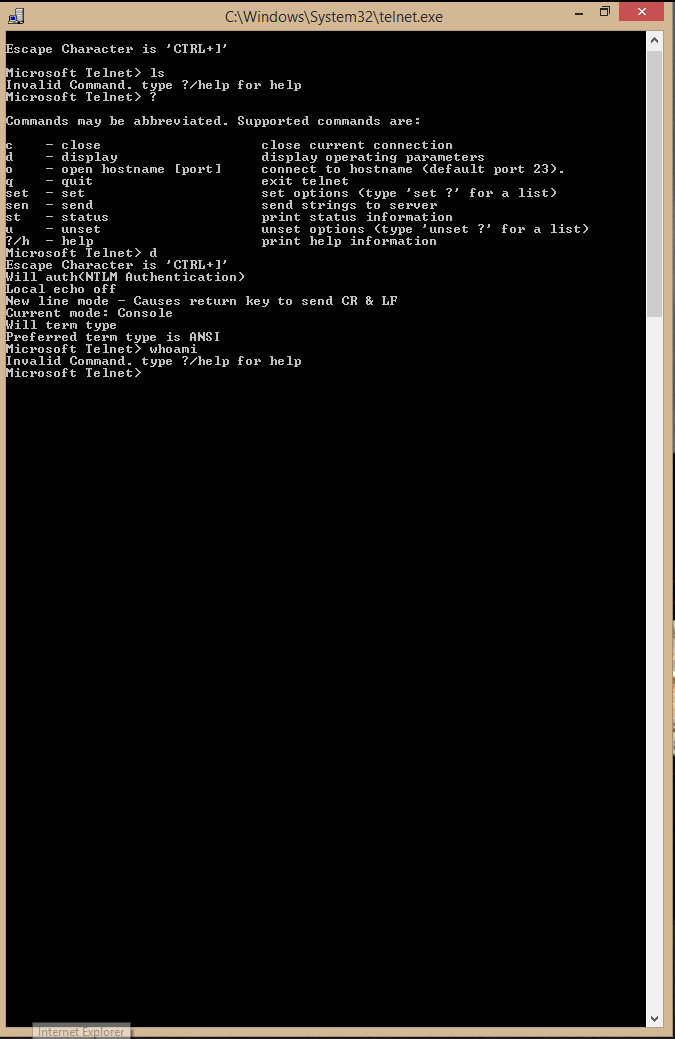 C:\Windows\System32\telnet.exe
Escape Character is 'CTRL+]'
Microsoft Telnet> ls
Invalid Command. type ?/help for help
Microsoft Telnet> ?
Commands may be abbreviated. Supported commands are:
c    - close                    close current connection
d    - display                  display operating parameters
o    - open hostname [port]     connect to hostname (default port 23).
q    - quit                     exit telnet
set  - set                      set options (type 'set ?' for a list)
sen  - send                     send strings to server
st   - status                   print status information
u    - unset                    unset options (type 'unset ?' for a list)
?/h  - help                     print help information
Microsoft Telnet> d
Escape Character is 'CTRL+]'
Will auth(NTLM Authentication)
Local echo off
New line mode - Causes return key to send CR & LF
Current mode: Console
Will term type
Preferred term type is ANSI
Microsoft Telnet> whoami
Invalid Command. type ?/help for help
Microsoft Telnet>
Internet Explorer